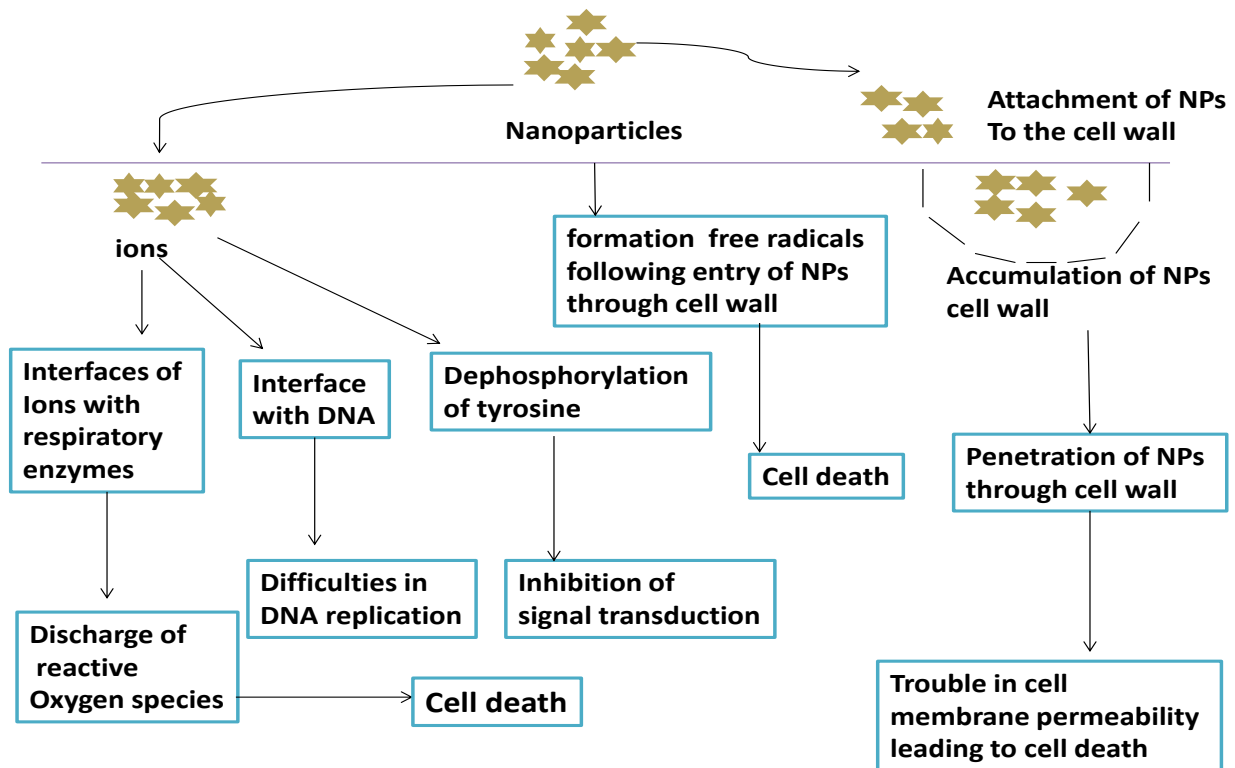 Nanoparticles
Attachment of NPs
To the cell wall
ions
formation free radicals
following entry of NPs
through cell wall
Accumulation of NPs
cell wall
Interfaces of
Ions with
respiratory
enzymes
Interface
with DNA
Dephosphorylation
of tyrosine
Cell death
Penetration of NPs
through cell wall
Difficulties in
DNA replication
Inhibition of
signal transduction
Discharge of
reactive
Oxygen species
Cell death
Trouble in cell
membrane permeability
leading to cell death